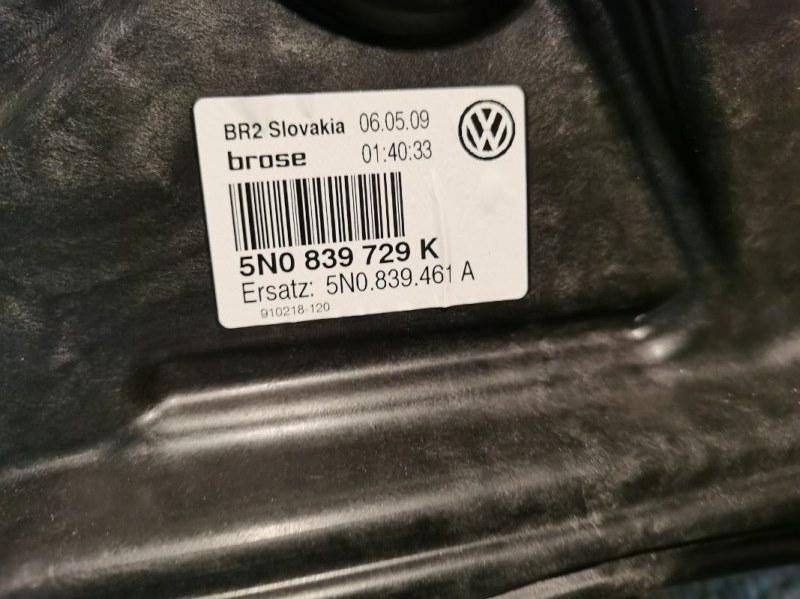 BR2 Slovakia 06.05.09
brose 01:40:33
5N0 839 729 K
Ersatz: 5N0.839.461 A
910218-120